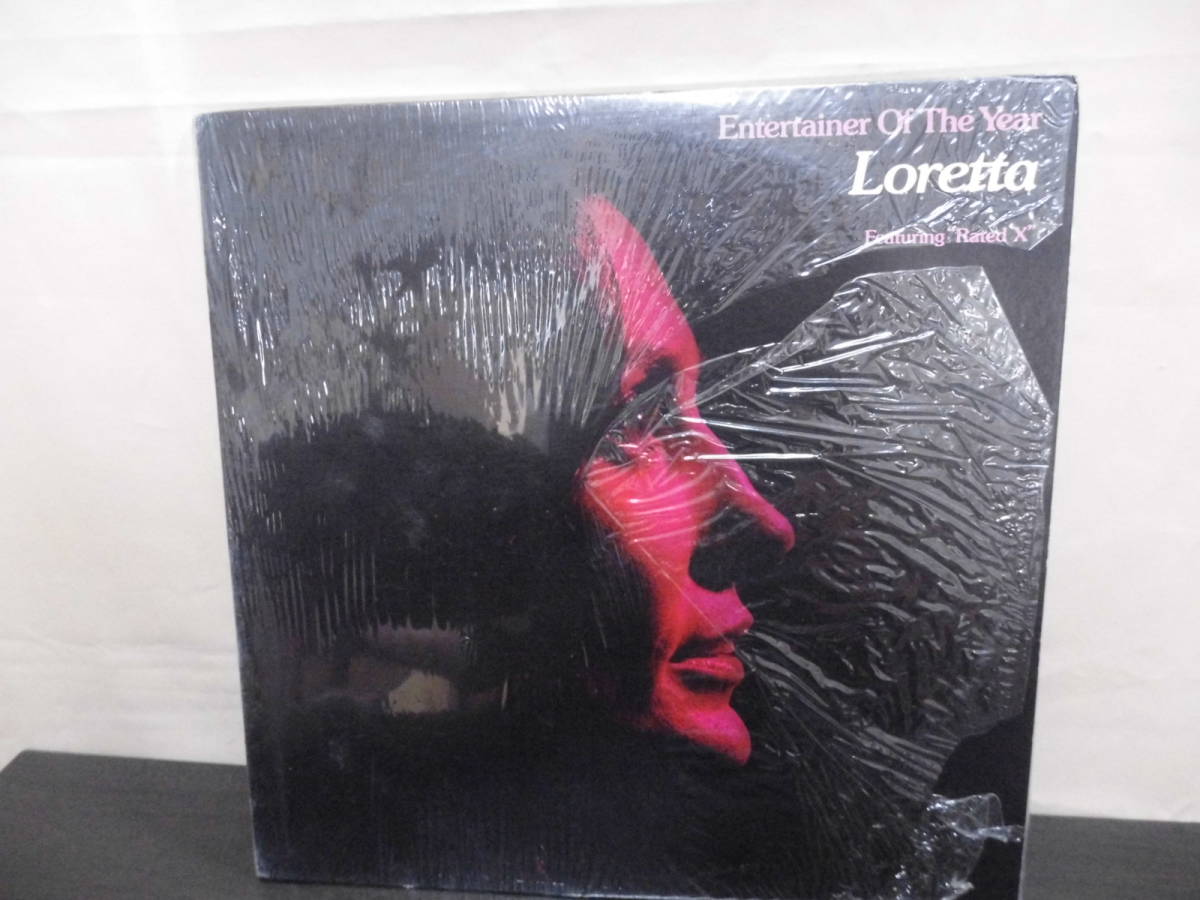 Entertainer Of The Year
Loretta
Featuring "Rated X"